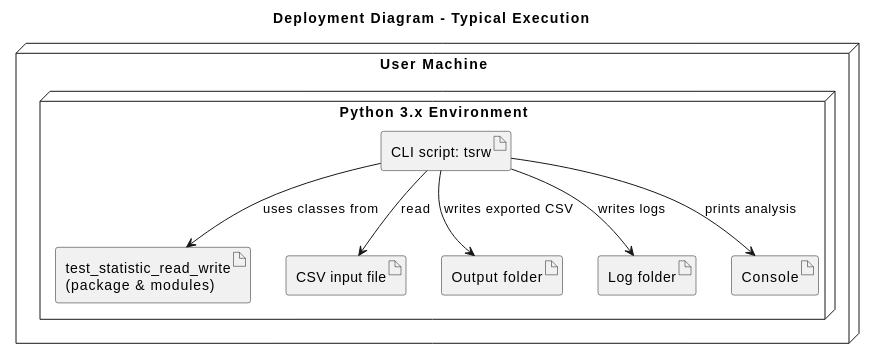 Deployment Diagram - Typical Execution
User Machine
Python 3.x Environment
CLI script: tsrw
uses classes from
read
writes exported CSV
writes logs
prints analysis
test_statistic_read_write
(package & modules)
CSV input file
Output folder
Log folder
Console